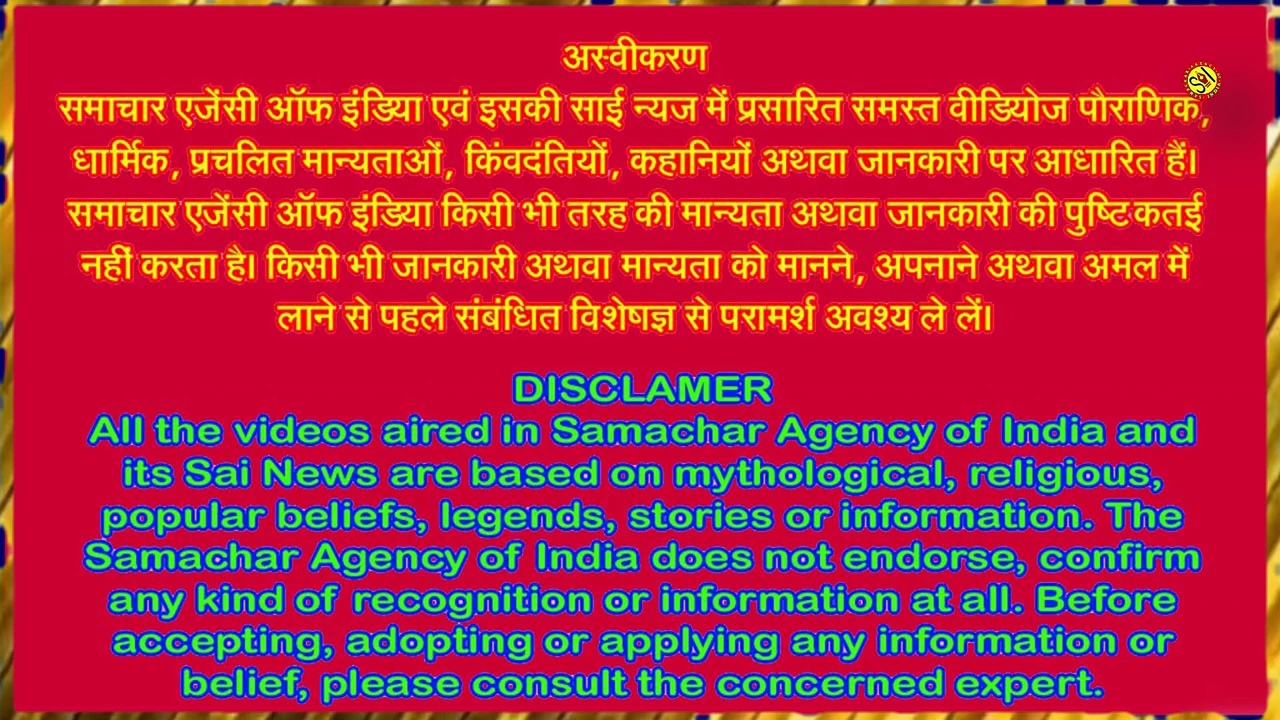 अस्वीकरण
SAI
समाचार एजेंसी ऑफ इंडिया एवं इसकी साई न्यज में प्रसारित समस्त वीडियोज पौराणिक,
धार्मिक, प्रचलित मान्यताओं, किंवदंतियों, कहानियों अथवा जानकारी पर आधारित हैं।
समाचार एजेंसी ऑफ इंडिया किसी भी तरह की मान्यता अथवा जानकारी की पुष्टि कतई
नहीं करता है। किसी भी जानकारी अथवा मान्यता को मानने, अपनाने अथवा अमल में
लाने से पहले संबंधित विशेषज्ञ से परामर्श अवश्य ले लें।
DISCLAMER
All the videos aired in Samachar Agency of India and
its Sai News are based on mythological, religious,
popular beliefs, legends, stories or information. The
Samachar Agency of India does not endorse, confirm
any kind of recognition or information at all. Before
accepting, adopting or applying any information or
belief, please consult the concerned expert.